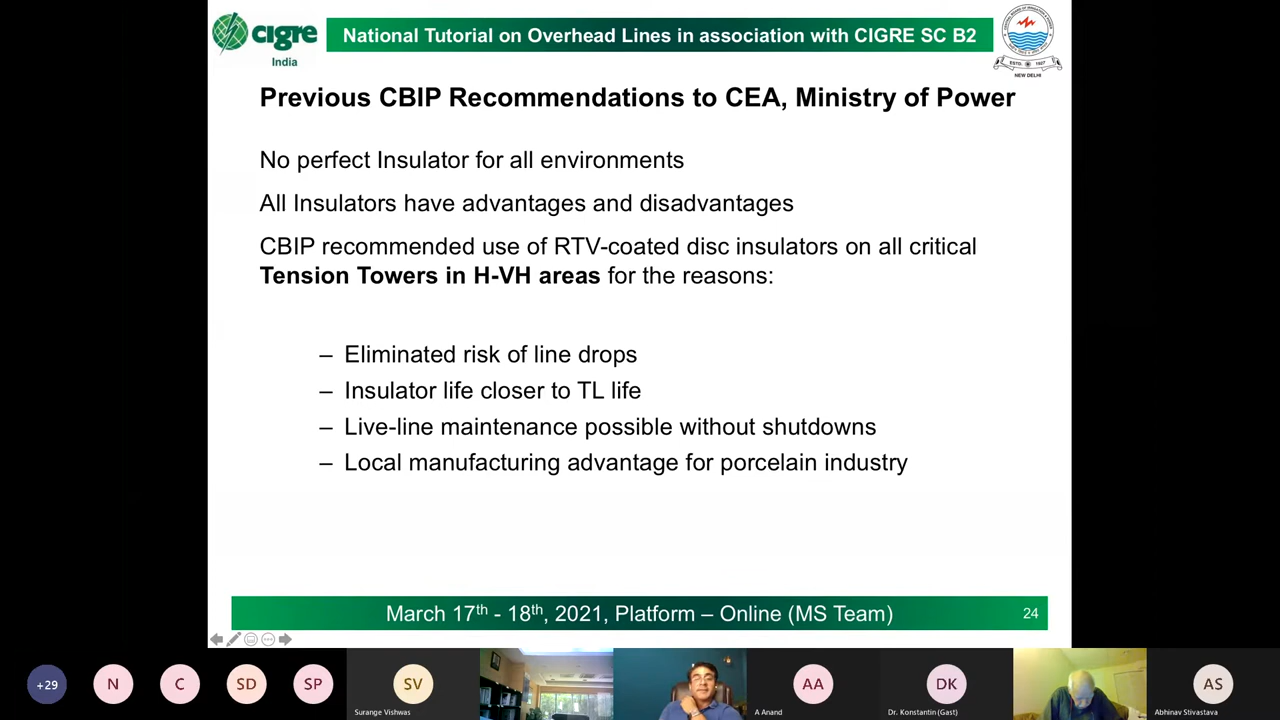 cigre
India
National Tutorial on Overhead Lines in association with CIGRE SC B2
ESTD. 1927
NEW DELHI
Previous CBIP Recommendations to CEA, Ministry of Power
No perfect Insulator for all environments
All Insulators have advantages and disadvantages
CBIP recommended use of RTV-coated disc insulators on all critical
Tension Towers in H-VH areas for the reasons:
– Eliminated risk of line drops
– Insulator life closer to TL life
– Live-line maintenance possible without shutdowns
– Local manufacturing advantage for porcelain industry
March 17th - 18th, 2021, Platform – Online (MS Team)
24
+29
N
C
SD
SP
SV
AA
DK
AS
Surange Vishwas
A Anand
Dr. Konstantin (Gast)
Abhinav Stivastava